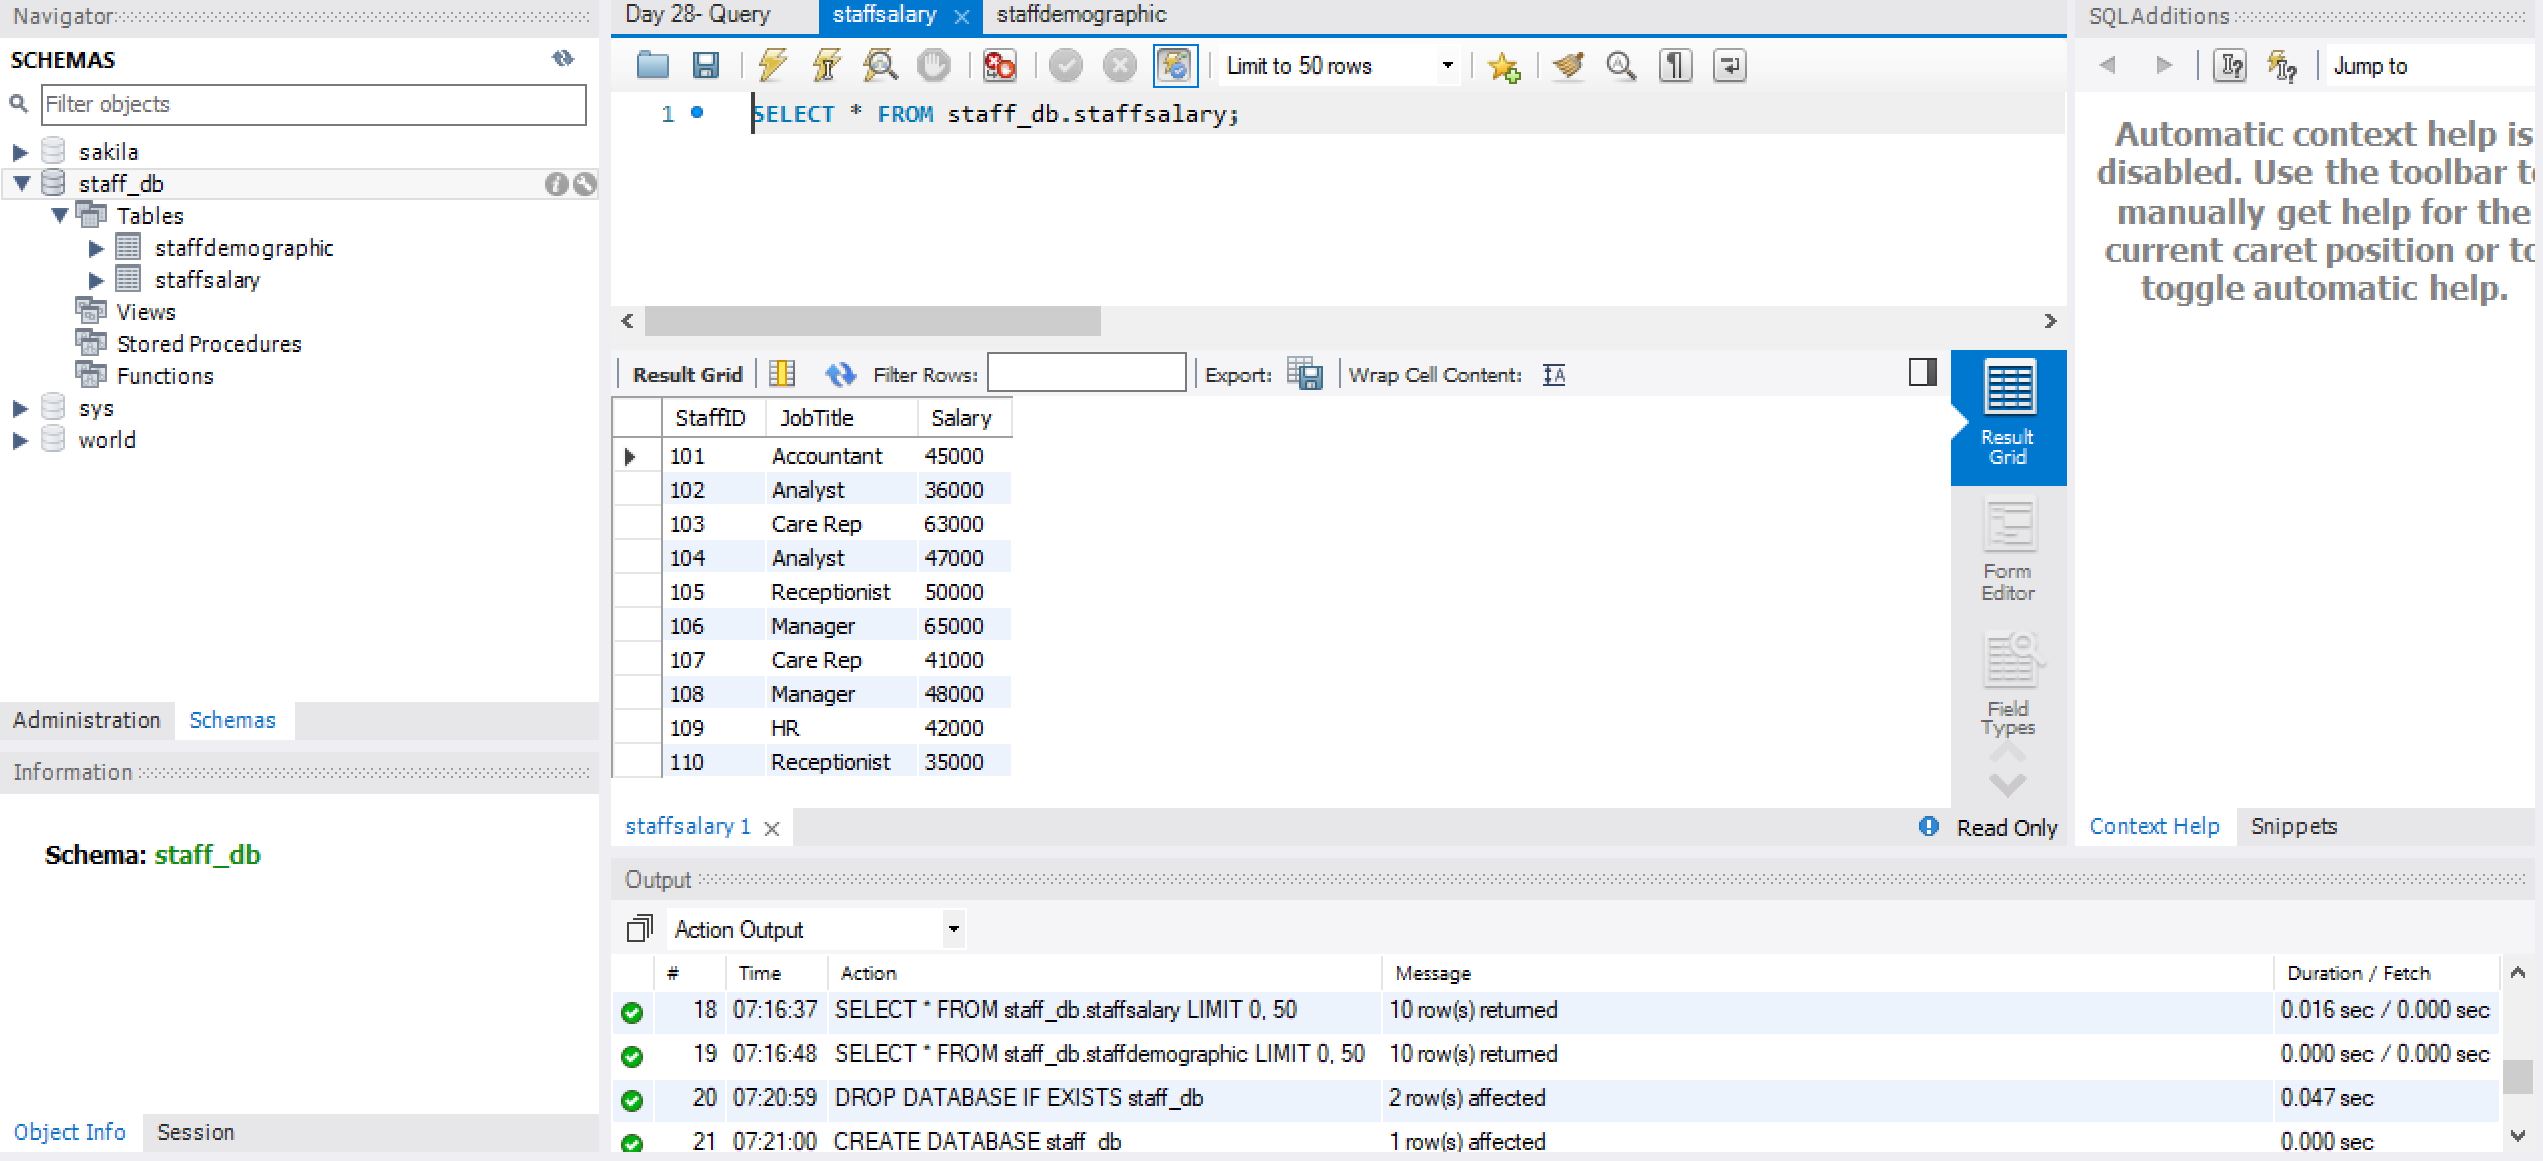 Navigator
SCHEMAS
Filter objects
sakila
staff_db
Tables
staffdemographic
staffsalary
Views
Stored Procedures
Functions
sys
world
Administration Schemas
Information
Schema: staff_db
Object Info Session
Day 28- Query staffsalary staffdemographic
Limit to 50 rows
1 SELECT * FROM staff_db.staffsalary;
Result Grid Filter Rows: Export: Wrap Cell Content:
StaffID JobTitle Salary
101 Accountant 45000
102 Analyst 36000
103 Care Rep 63000
104 Analyst 47000
105 Receptionist 50000
106 Manager 65000
107 Care Rep 41000
108 Manager 48000
109 HR 42000
110 Receptionist 35000
Result
Grid
Form
Editor
Field
Types
staffsalary 1 Read Only
SQLAdditions
Jump to
Automatic context help is
disabled. Use the toolbar to
manually get help for the
current caret position or to
toggle automatic help.
Context Help Snippets
Output
Action Output
# Time Action Message Duration / Fetch
18 07:16:37 SELECT * FROM staff_db.staffsalary LIMIT 0, 50 10 row(s) returned 0.016 sec / 0.000 sec
19 07:16:48 SELECT * FROM staff_db.staffdemographic LIMIT 0, 50 10 row(s) returned 0.000 sec / 0.000 sec
20 07:20:59 DROP DATABASE IF EXISTS staff_db 2 row(s) affected 0.047 sec
21 07:21:00 CREATE DATABASE staff_db 1 row(s) affected 0.000 sec